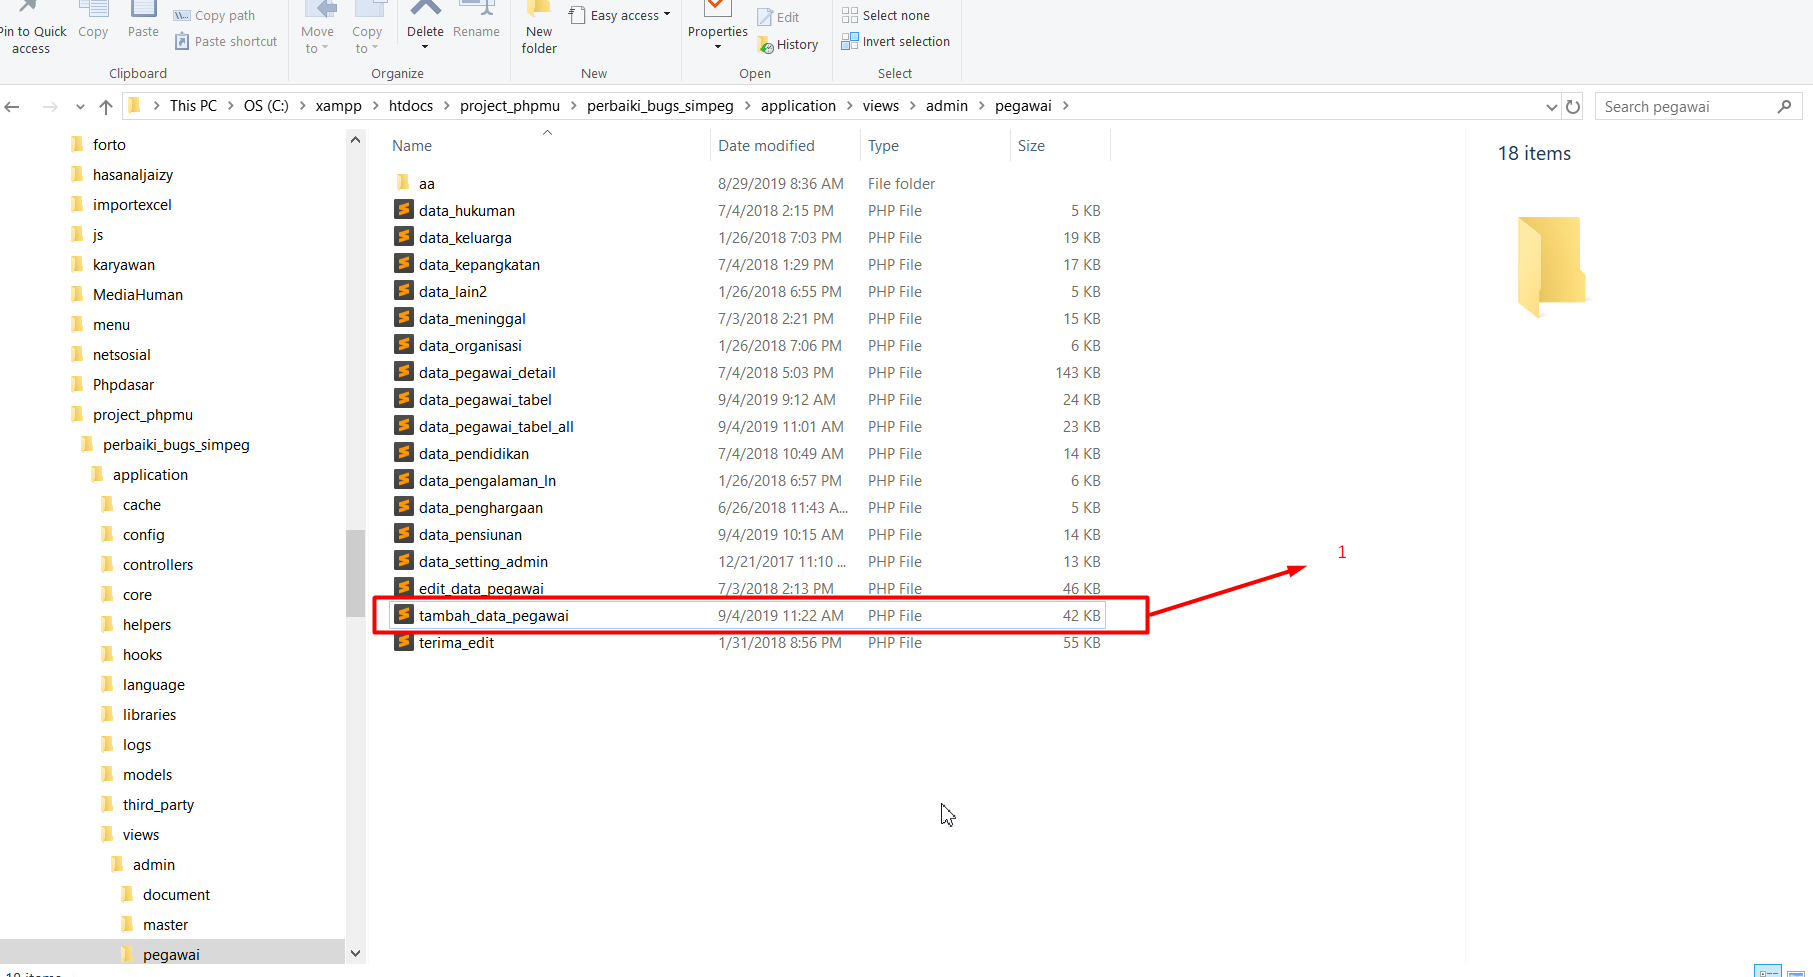 Pin to Quick access
Copy
Paste
Copy path
Paste shortcut
Clipboard
Move to
Copy to
Delete
Rename
Organize
New folder
Easy access
New
Properties
Edit
History
Open
Select none
Invert selection
Select
This PC > OS (C:) > xampp > htdocs > project_phpmu > perbaiki_bugs_simpeg > application > views > admin > pegawai >
Search pegawai
forto
hasanaljaizy
importexcel
js
karyawan
MediaHuman
menu
netsosial
Phpdasar
project_phpmu
perbaiki_bugs_simpeg
application
cache
config
controllers
core
helpers
hooks
language
libraries
logs
models
third_party
views
admin
document
master
pegawai
Name Date modified Type Size
aa 8/29/2019 8:36 AM File folder
data_hukuman 7/4/2018 2:15 PM PHP File 5 KB
data_keluarga 1/26/2018 7:03 PM PHP File 19 KB
data_kepangkatan 7/4/2018 1:29 PM PHP File 17 KB
data_lain2 1/26/2018 6:55 PM PHP File 5 KB
data_meninggal 7/3/2018 2:21 PM PHP File 15 KB
data_organisasi 1/26/2018 7:06 PM PHP File 6 KB
data_pegawai_detail 7/4/2018 5:03 PM PHP File 143 KB
data_pegawai_tabel 9/4/2019 9:12 AM PHP File 24 KB
data_pegawai_tabel_all 9/4/2019 11:01 AM PHP File 23 KB
data_pendidikan 7/4/2018 10:49 AM PHP File 14 KB
data_pengalaman_ln 1/26/2018 6:57 PM PHP File 6 KB
data_penghargaan 6/26/2018 11:43 A... PHP File 5 KB
data_pensiunan 9/4/2019 10:15 AM PHP File 14 KB
data_setting_admin 12/21/2017 11:10 ... PHP File 13 KB
edit_data_pegawai 7/3/2018 2:13 PM PHP File 46 KB
tambah_data_pegawai 9/4/2019 11:22 AM PHP File 42 KB
terima_edit 1/31/2018 8:56 PM PHP File 55 KB
1
18 items
18 items